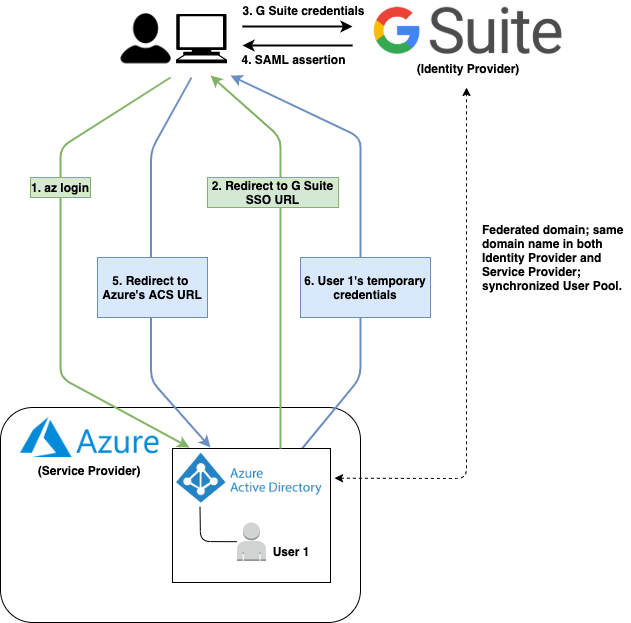 3. G Suite credentials
G Suite
4. SAML assertion
(Identity Provider)
1. az login
2. Redirect to G Suite
SSO URL
Federated domain; same
domain name in both
Identity Provider and
Service Provider;
synchronized User Pool.
5. Redirect to
Azure's ACS URL
6. User 1's temporary
credentials
Azure
(Service Provider)
Azure
Active Directory
User 1